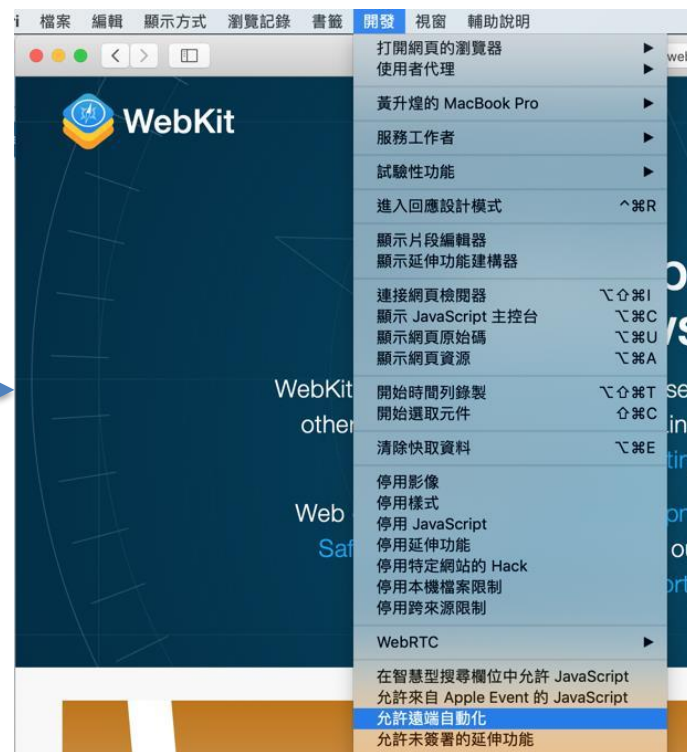 檔案 編輯 顯示方式 瀏覽記錄 書籤 開發 視窗 輔助說明
WebKit
打開網頁的瀏覽器
使用者代理
黃升煌的 MacBook Pro
服務工作者
試驗性功能
進入回應設計模式 ^⌘R
顯示片段編輯器
顯示延伸功能建構器
連接網頁檢閱器 ⌥⇧⌘I
顯示 JavaScript 主控台 ⌥⌘C
顯示網頁原始碼 ⌥⌘U
顯示網頁資源 ⌥⌘A
開始時間列錄製 ⌥⇧⌘T
開始選取元件 ⇧⌘C
清除快取資料 ⌥⌘E
停用影像
停用樣式
停用 JavaScript
停用延伸功能
停用特定網站的 Hack
停用本機檔案限制
停用跨來源限制
WebRTC
在智慧型搜尋欄位中允許 JavaScript
允許來自 Apple Event 的 JavaScript
允許遠端自動化
允許未簽署的延伸功能
WebKit
other
Web
Saf